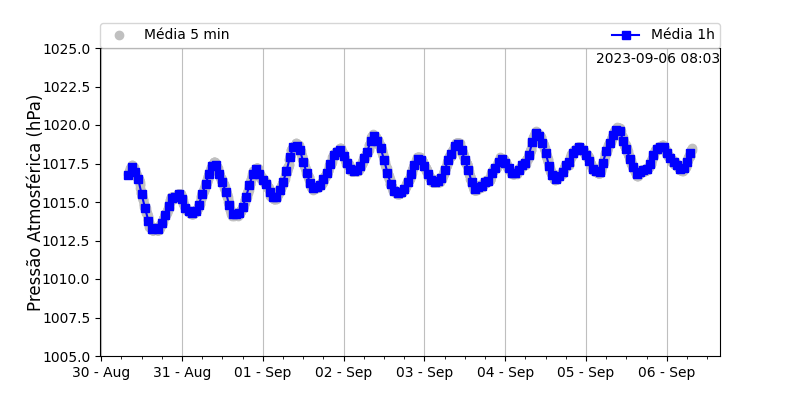 Média 5 min
Média 1h
2023-09-06 08:03
Pressão Atmosférica (hPa)
1025.0
1022.5
1020.0
1017.5
1015.0
1012.5
1010.0
1007.5
1005.0
30 - Aug
31 - Aug
01 - Sep
02 - Sep
03 - Sep
04 - Sep
05 - Sep
06 - Sep